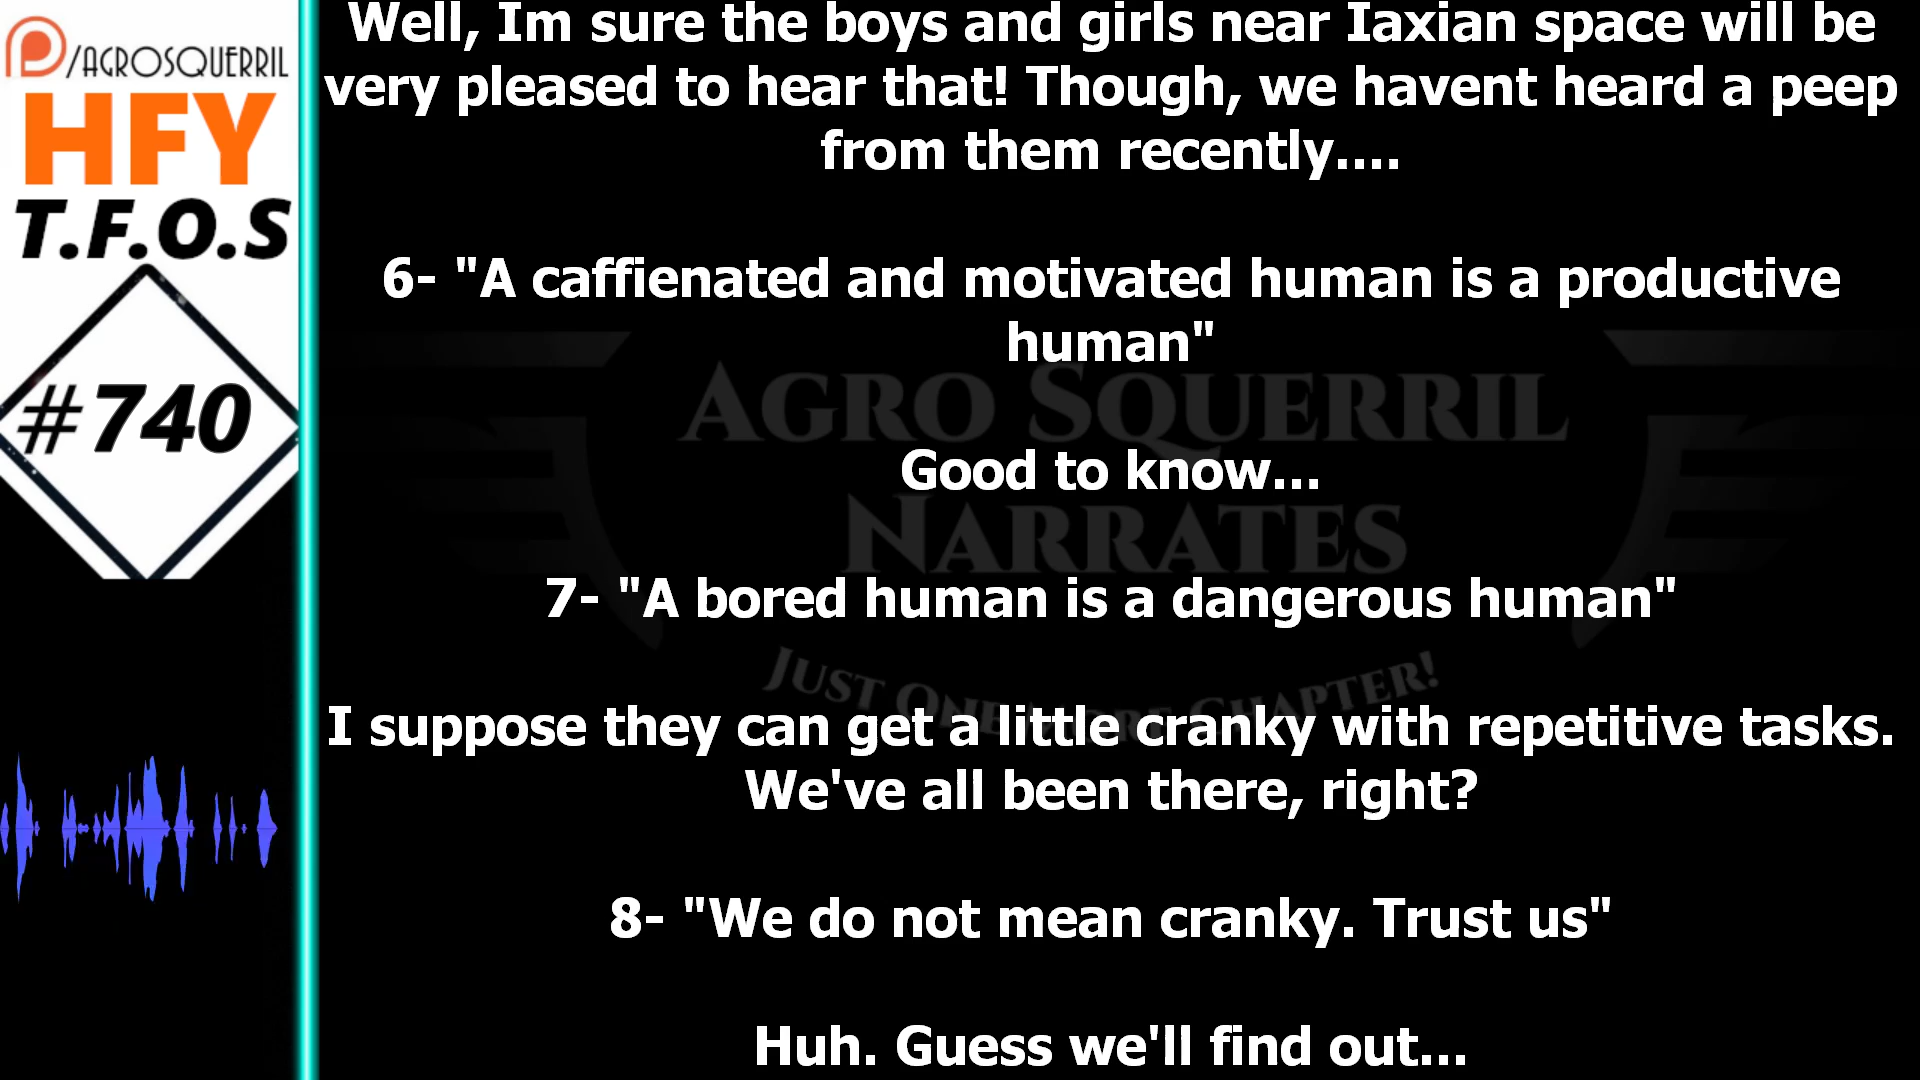 /AGROSQUERRIL
HFY
T.F.O.S
#740
Well, Im sure the boys and girls near Iaxian space will be
very pleased to hear that! Though, we havent heard a peep
from them recently....
6- "A caffienated and motivated human is a productive
human"
Good to know...
7- "A bored human is a dangerous human"
I suppose they can get a little cranky with repetitive tasks.
We've all been there, right?
8- "We do not mean cranky. Trust us"
Huh. Guess we'll find out...
AGRO SQUERRIL
NARRATES
JUST ONE MORE CHAPTER!